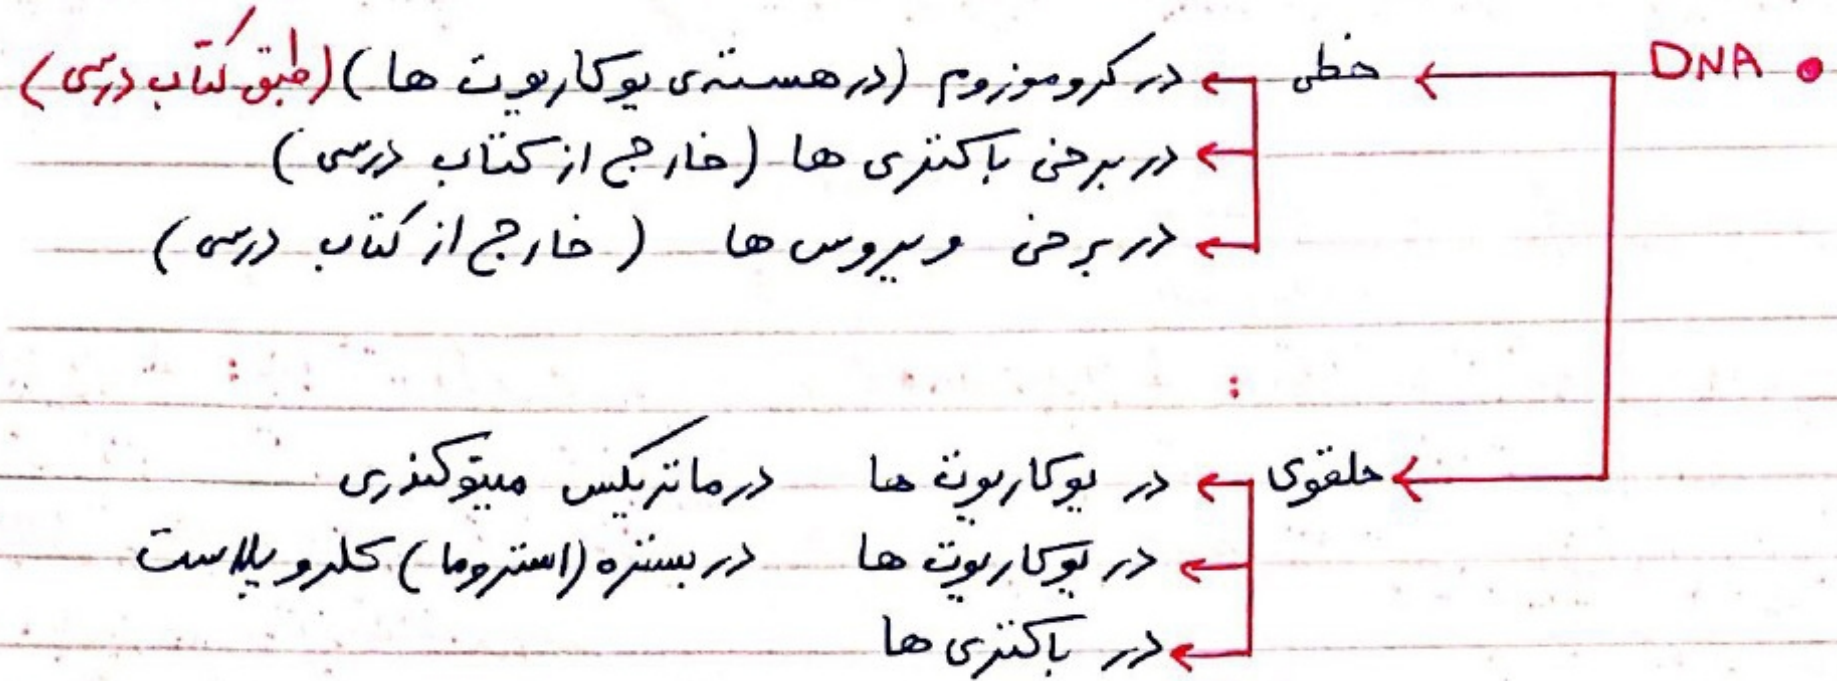 DNA ● خطی ← در کروموزوم (در هسته‌ی یوکاریوت ها) (طبق کتاب درسی)
← در برخی باکتری ها (خارج از کتاب درسی)
← در برخی ویروس ها (خارج از کتاب درسی)
حلقوی ← در یوکاریوت ها در ماتریکس میتوکندری
← در یوکاریوت ها در بستره (استروما) کلروپلاست
← در باکتری ها